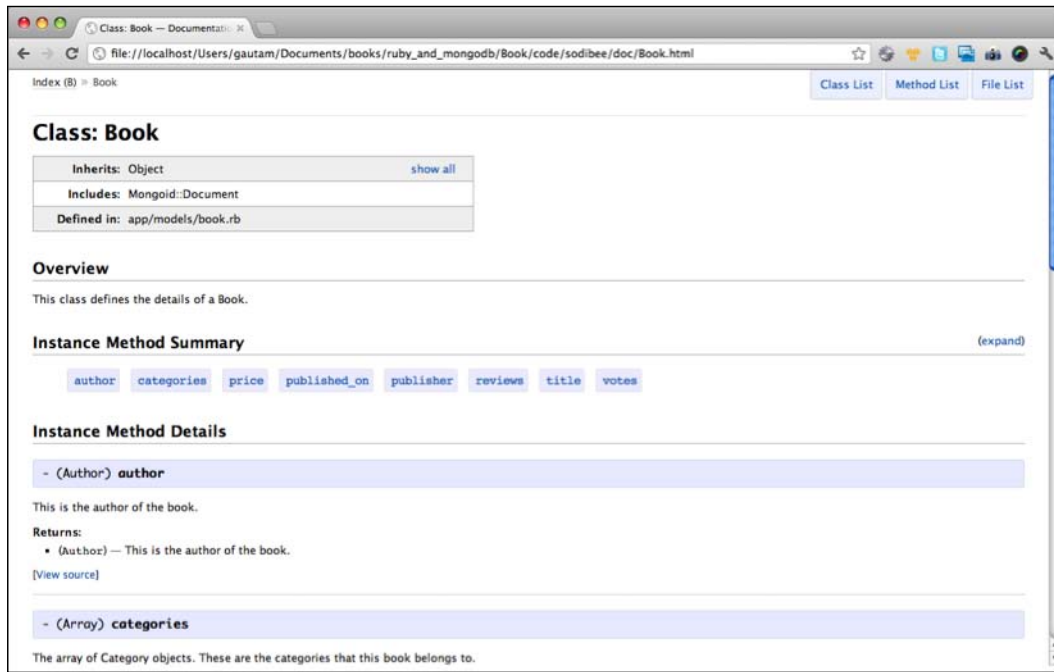 Class: Book — Documentatio
file://localhost/Users/gautam/Documents/books/ruby_and_mongodb/Book/code/sodibee/doc/Book.html
Index (B) » Book
Class List Method List File List
Class: Book
Inherits: Object show all
Includes: Mongoid::Document
Defined in: app/models/book.rb
Overview
This class defines the details of a Book.
Instance Method Summary (expand)
author categories price published_on publisher reviews title votes
Instance Method Details
- (Author) author
This is the author of the book.
Returns:
• (Author) — This is the author of the book.
[View source]
- (Array) categories
The array of Category objects. These are the categories that this book belongs to.